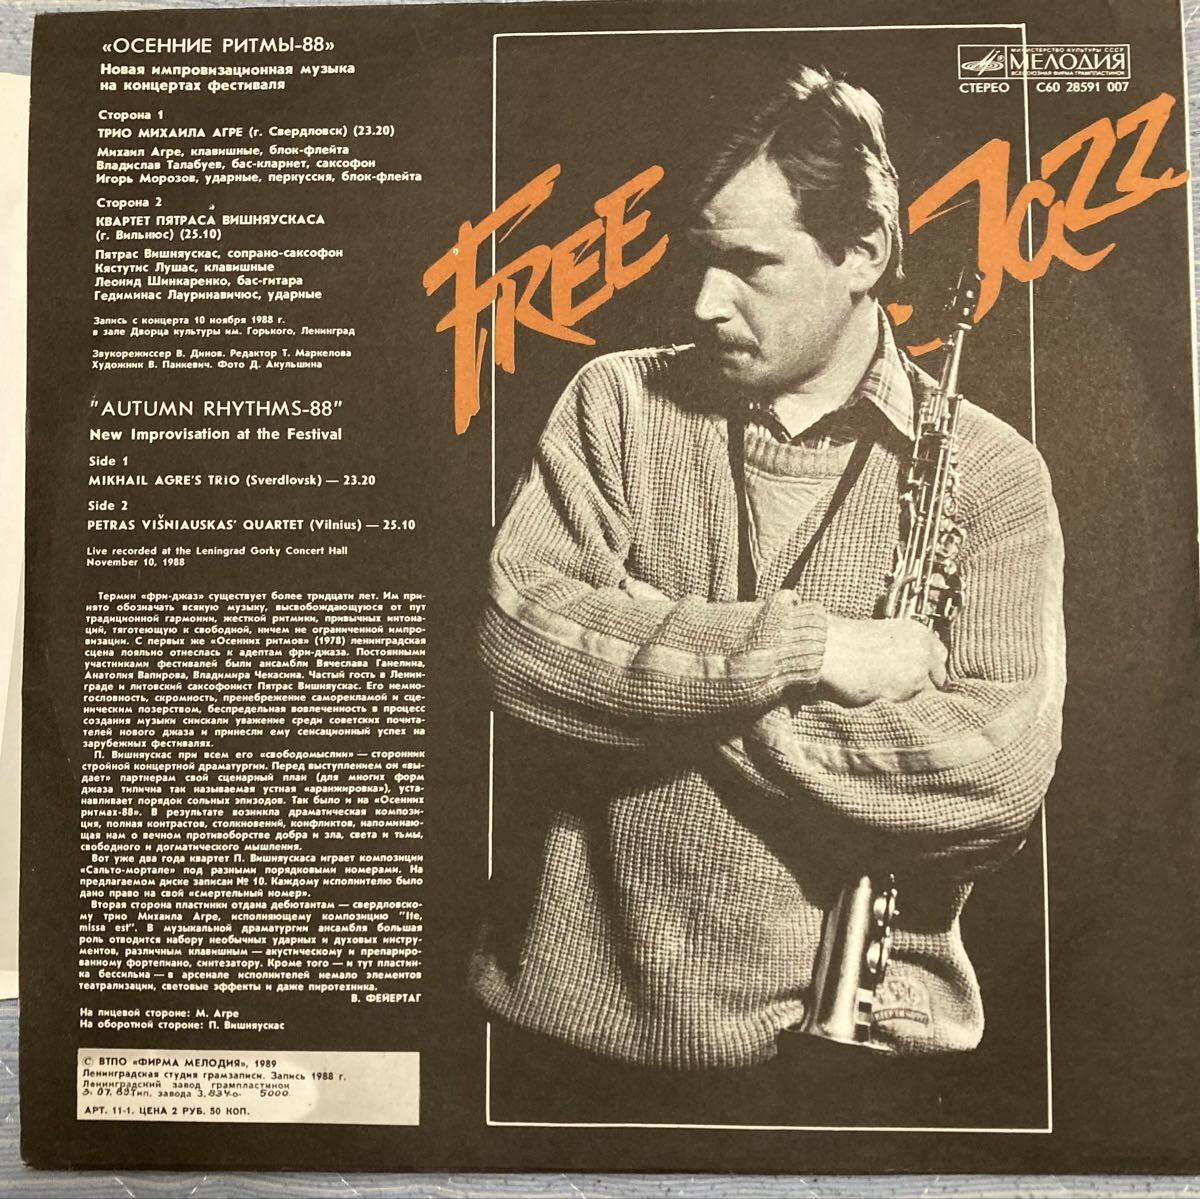 «ОСЕННИЕ РИТМЫ-88»
Новая импровизационная музыка
на концертах фестиваля
Сторона 1
ТРИО МИХАИЛА АГРЕ (г. Свердловск) (23.20)
Михаил Агре, клавишные, блок-флейта
Владислав Талабуев, бас-кларнет, саксофон
Игорь Морозов, ударные, перкуссия, блок-флейта
Сторона 2
КВАРТЕТ ПЯТРАСА ВИШНЯУСКАСА
(г. Вильнюс) (25.10)
Пятрас Вишняускас, сопрано-саксофон
Кястутис Лушас, клавишные
Леонид Шинкаренко, бас-гитара
Гедиминас Лауринавичюс, ударные
Запись с концерта 10 ноября 1988 г.
в зале Дворца культуры им. Горького, Ленинград
Звукорежиссер В. Динов. Редактор Т. Маркелова
Художник В. Панкевич. Фото Д. Акульшина
"AUTUMN RHYTHMS-88"
New Improvisation at the Festival
Side 1
MIKHAIL AGRE'S TRIO (Sverdlovsk) — 23.20
Side 2
PETRAS VIŠNIAUSKAS' QUARTET (Vilnius) — 25.10
Live recorded at the Leningrad Gorky Concert Hall
November 10, 1988
Термин «фри-джаз» существует более тридцати лет. Им при-
нято обозначать всякую музыку, высвобождающуюся от пут
традиционной гармонии, жесткой ритмики, привычных интона-
ций, тяготеющую к свободной, ничем не ограниченной импро-
визации. С первых же «Осенних ритмов» (1978) ленинградская
сцена лояльно отнеслась к адептам фри-джаза. Постоянными
участниками фестивалей были ансамбли Вячеслава Ганелина,
Анатолия Вапирова, Владимира Чекасина. Частый гость в Ленин-
граде и литовский саксофонист Пятрас Вишняускас. Его немно-
гословность, скромность, пренебрежение саморекламой и сце-
ническим позерством, беспредельная вовлеченность в процесс
создания музыки снискали уважение среди советских почита-
телей нового джаза и принесли ему сенсационный успех на
зарубежных фестивалях.
П. Вишняускас при всем его «свободомыслии» — сторонник
стройной концертной драматургии. Перед выступлением он «вы-
дает» партнерам свой сценарный план (для многих форм
джаза типична так называемая устная «аранжировка»), уста-
навливает порядок сольных эпизодов. Так было и на «Осенних
ритмах-88». В результате возникла драматическая компози-
ция, полная контрастов, столкновений, конфликтов, напоминаю-
щая нам о вечном противоборстве добра и зла, света и тьмы,
свободного и догматического мышления.
Вот уже два года квартет П. Вишняускаса играет композиции
«Сальто-мортале» под разными порядковыми номерами. На
предлагаемом диске записан № 10. Каждому исполнителю было
дано право на свой «смертельный номер».
Вторая сторона пластинки отдана дебютантам — свердловско-
му трио Михаила Агре, исполняющему композицию "Ite,
missa est". В музыкальной драматургии ансамбля большая
роль отводится набору необычных ударных и духовых инстру-
ментов, различным клавишным — акустическому и препариро-
ванному фортепиано, синтезатору. Кроме того — и тут пластин-
ка бессильна — в арсенале исполнителей немало элементов
театрализации, световые эффекты и даже пиротехника.
В. ФЕЙЕРТАГ
На лицевой стороне: М. Агре
На оборотной стороне: П. Вишняускас
© ВТПО «ФИРМА МЕЛОДИЯ», 1989
Ленинградская студия грамзаписи. Запись 1988 г.
Ленинградский завод грампластинок
3.07.89. Тип. завода З. 834-0. 5000
АРТ. 11-1. ЦЕНА 2 РУБ. 50 КОП.
МИНИСТЕРСТВО КУЛЬТУРЫ СССР
МЕЛОДИЯ
ВСЕСОЮЗНАЯ ФИРМА ГРАМПЛАСТИНОК
СТЕРЕО С60 28591 007
FREE JAZZ